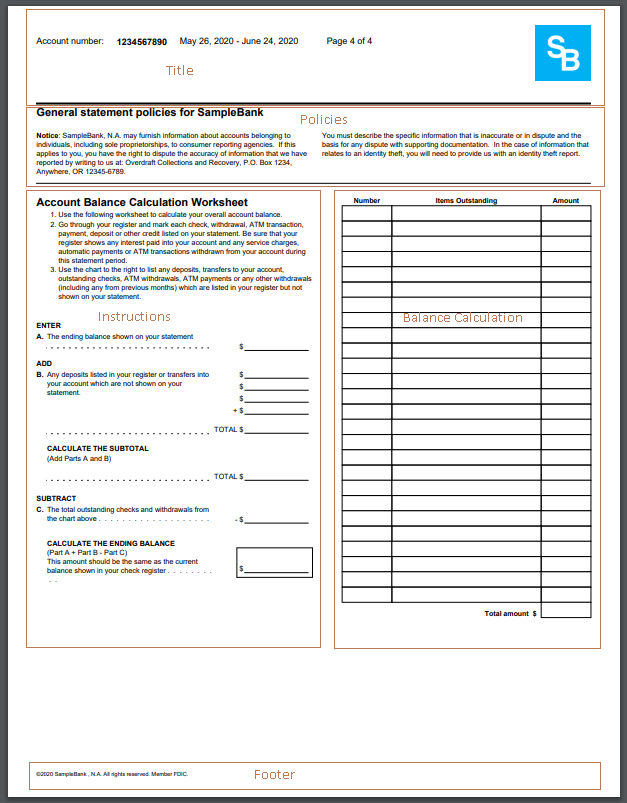 Account number: 1234567890 May 26, 2020 - June 24, 2020 Page 4 of 4
SB
Title
General statement policies for SampleBank
Policies
Notice: SampleBank, N.A. may furnish information about accounts belonging to
individuals, including sole proprietorships, to consumer reporting agencies. If this
applies to you, you have the right to dispute the accuracy of information that we have
reported by writing to us at: Overdraft Collections and Recovery, P.O. Box 1234,
Anywhere, OR 12345-6789.
You must describe the specific information that is inaccurate or in dispute and the
basis for any dispute with supporting documentation. In the case of information that
relates to an identity theft, you will need to provide us with an identity theft report.
Account Balance Calculation Worksheet
1. Use the following worksheet to calculate your overall account balance.
2. Go through your register and mark each check, withdrawal, ATM transaction,
payment, deposit or other credit listed on your statement. Be sure that your
register shows any interest paid into your account and any service charges,
automatic payments or ATM transactions withdrawn from your account during
this statement period.
3. Use the chart to the right to list any deposits, transfers to your account,
outstanding checks, ATM withdrawals, ATM payments or any other withdrawals
(including any from previous months) which are listed in your register but not
shown on your statement.
Instructions
ENTER
A. The ending balance shown on your statement
. . . . . . . . . . . . . . . . . . . . . . . . . . . . $
ADD
B. Any deposits listed in your register or transfers into $
your account which are not shown on your $
statement. $
+ $
. . . . . . . . . . . . . . . . . . . . . . . . . . . . TOTAL $
CALCULATE THE SUBTOTAL
(Add Parts A and B)
. . . . . . . . . . . . . . . . . . . . . . . . . . . . TOTAL $
SUBTRACT
C. The total outstanding checks and withdrawals from
the chart above . . . . . . . . . . . . . . . . . . - $
CALCULATE THE ENDING BALANCE
(Part A + Part B - Part C)
This amount should be the same as the current
balance shown in your check register . . . . . . . . $
. .
Number Items Outstanding Amount
Balance Calculation
Total amount $
©2020 SampleBank , N.A. All rights reserved. Member FDIC.
Footer